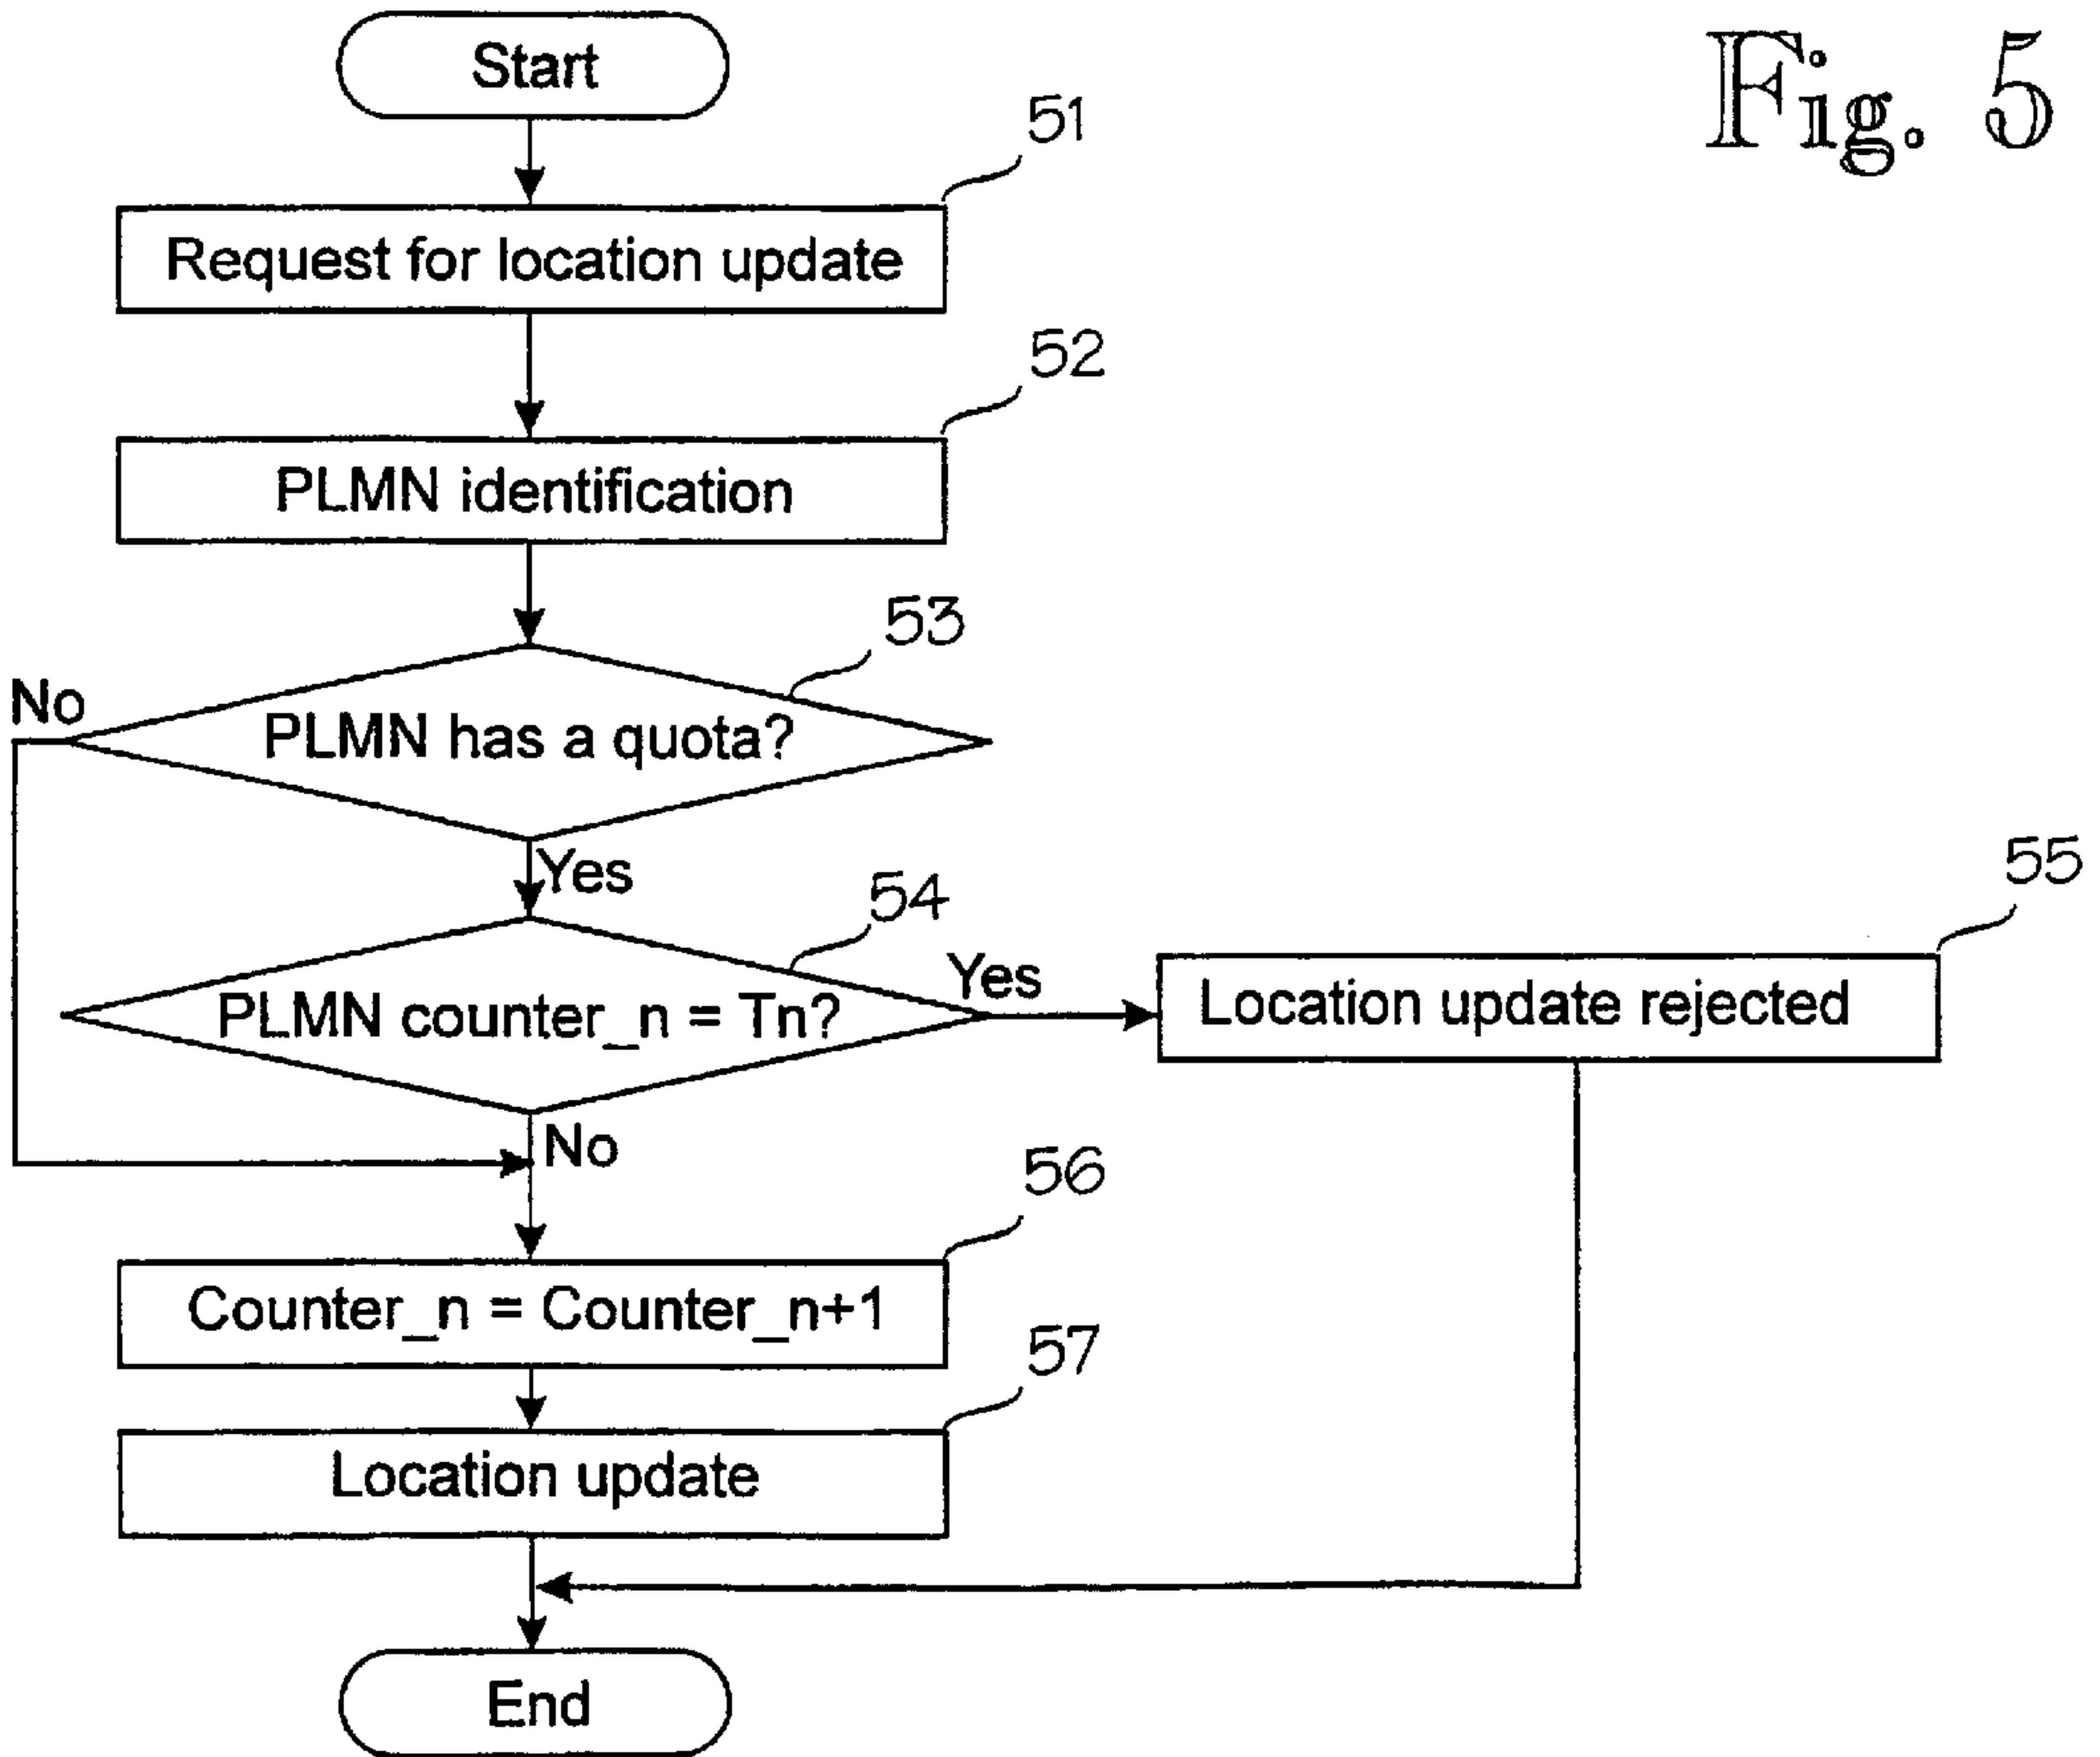 Fig. 5
Start
51
Request for location update
52
PLMN identification
53
No
PLMN has a quota?
Yes
54
PLMN counter_n = Tn?
Yes
55
Location update rejected
No
56
Counter_n = Counter_n+1
57
Location update
End